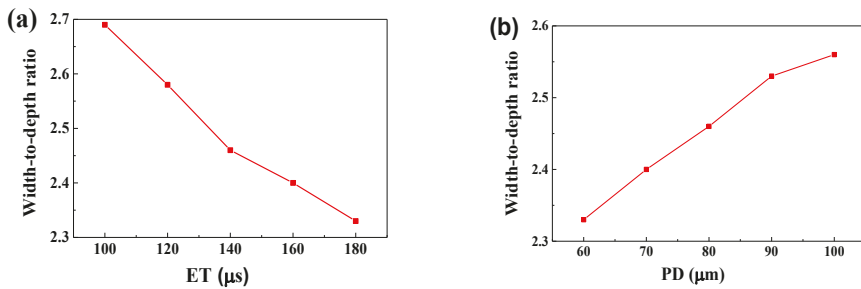 (a)
Width-to-depth ratio
2.7
2.6
2.5
2.4
2.3
100 120 140 160 180
ET (μs)
(b)
Width-to-depth ratio
2.6
2.5
2.4
2.3
60 70 80 90 100
PD (μm)